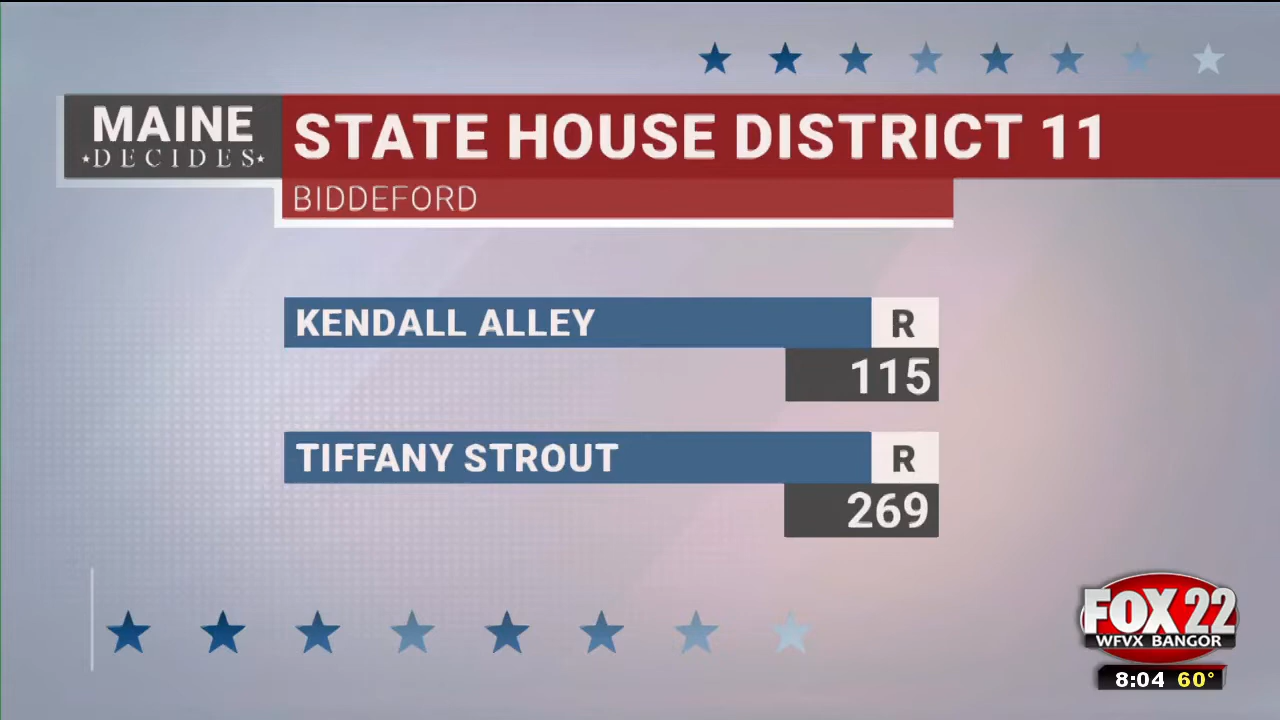 MAINE
DECIDES
STATE HOUSE DISTRICT 11
BIDDEFORD
KENDALL ALLEY R
115
TIFFANY STROUT R
269
FOX 22
WFVX BANGOR
8:04 60°